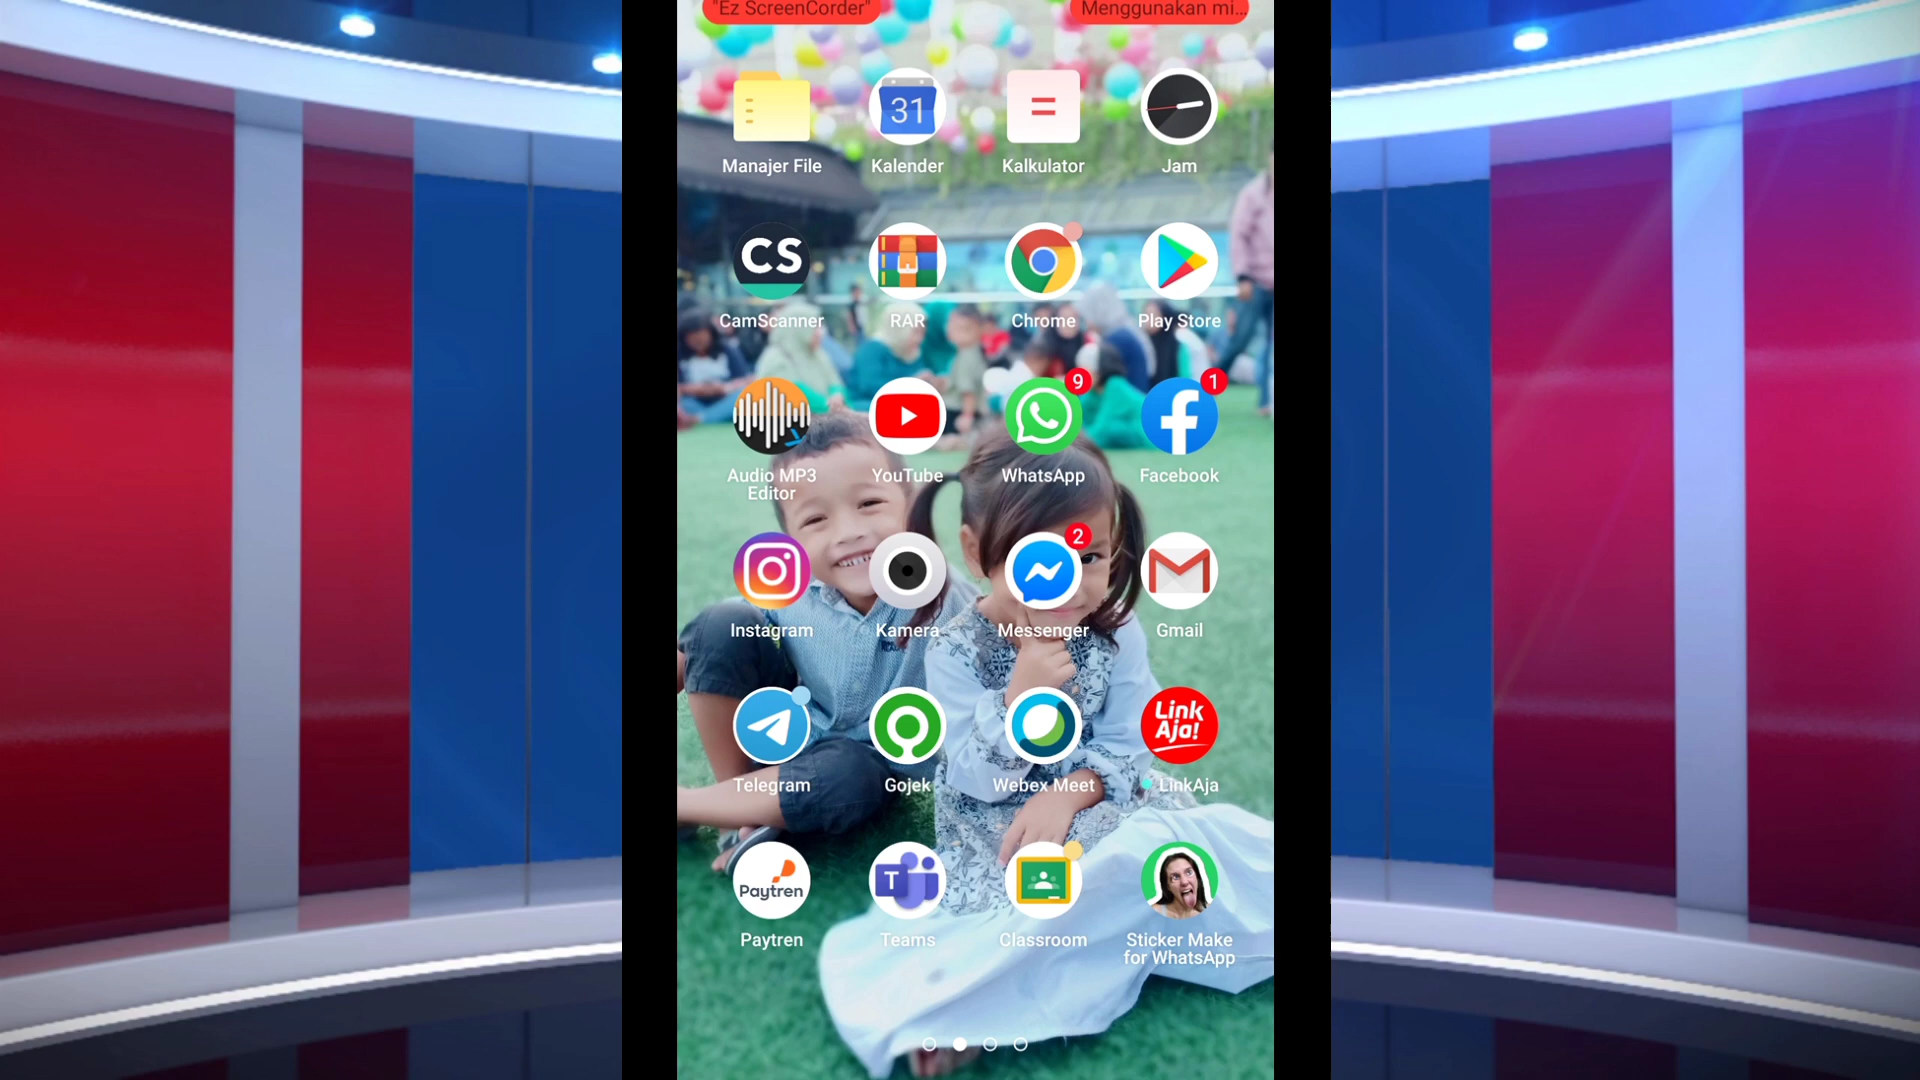 "Ez ScreenCorder" Menggunakan mi...
31
=
Manajer File Kalender Kalkulator Jam
CS
CamScanner RAR Chrome Play Store
9 1
Audio MP3 YouTube WhatsApp Facebook
Editor
2
Instagram Kamera Messenger Gmail
Link
Aja!
Telegram Gojek Webex Meet LinkAja
Paytren T
Paytren Teams Classroom Sticker Make
for WhatsApp